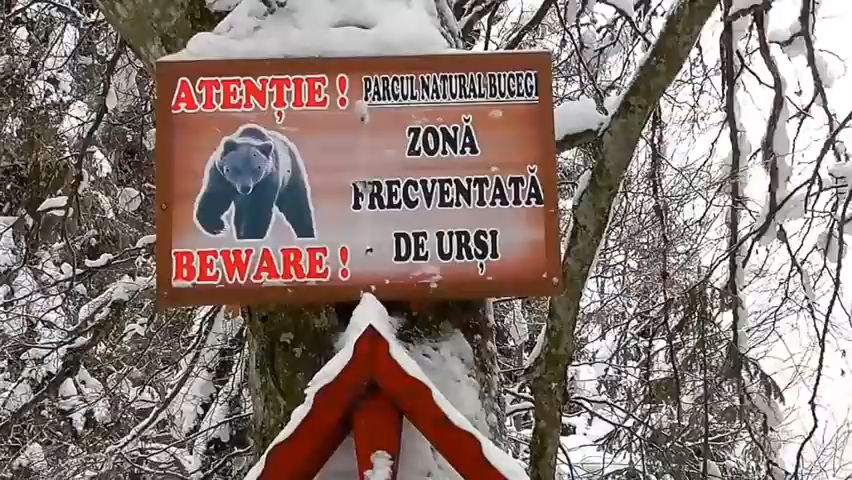 ATENȚIE !
BEWARE !
PARCUL NATURAL BUCEGI
ZONĂ
FRECVENTATĂ
DE URȘI